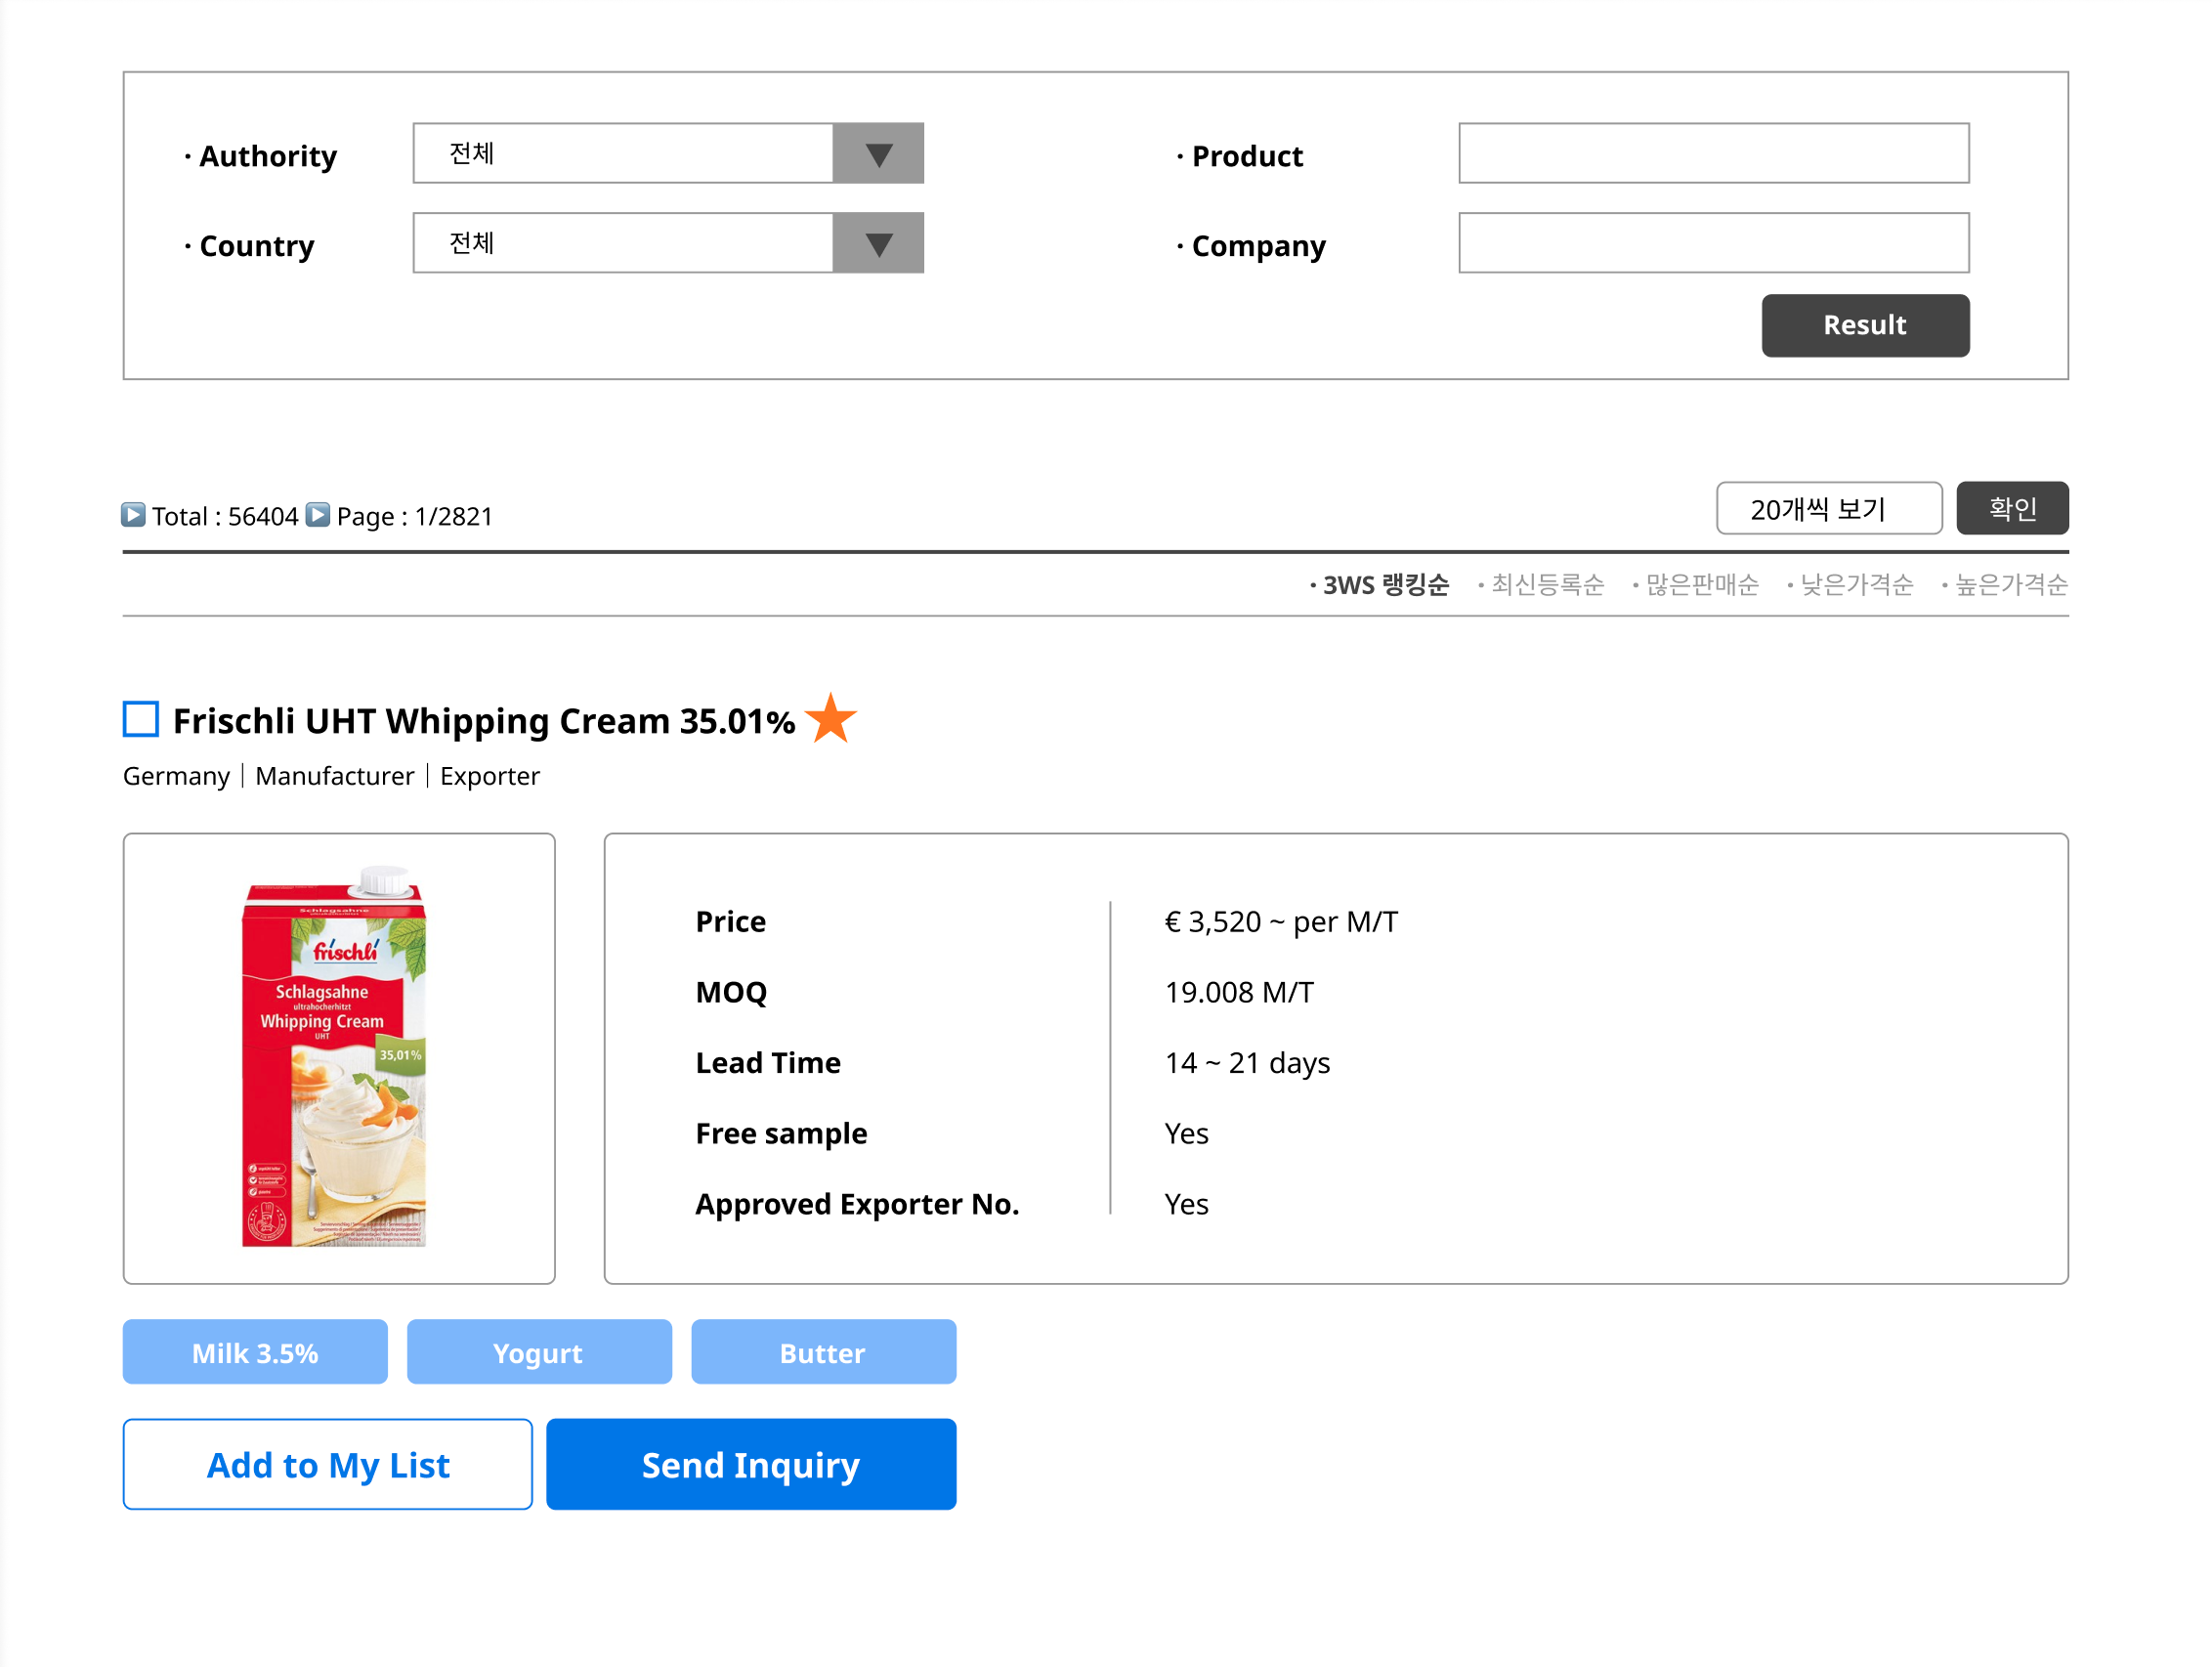 · Authority 전체 · Product
· Country 전체 · Company
Result
Total : 56404 Page : 1/2821 20개씩 보기 확인
· 3WS 랭킹순 · 최신등록순 · 많은판매순 · 낮은가격순 · 높은가격순
Frischli UHT Whipping Cream 35.01%
Germany | Manufacturer | Exporter
Schlagsahne
frischli
Schlagsahne
ultrahocherhitzt
Whipping Cream
UHT
35,01%
Price € 3,520 ~ per M/T
MOQ 19.008 M/T
Lead Time 14 ~ 21 days
Free sample Yes
Approved Exporter No. Yes
Milk 3.5% Yogurt Butter
Add to My List Send Inquiry